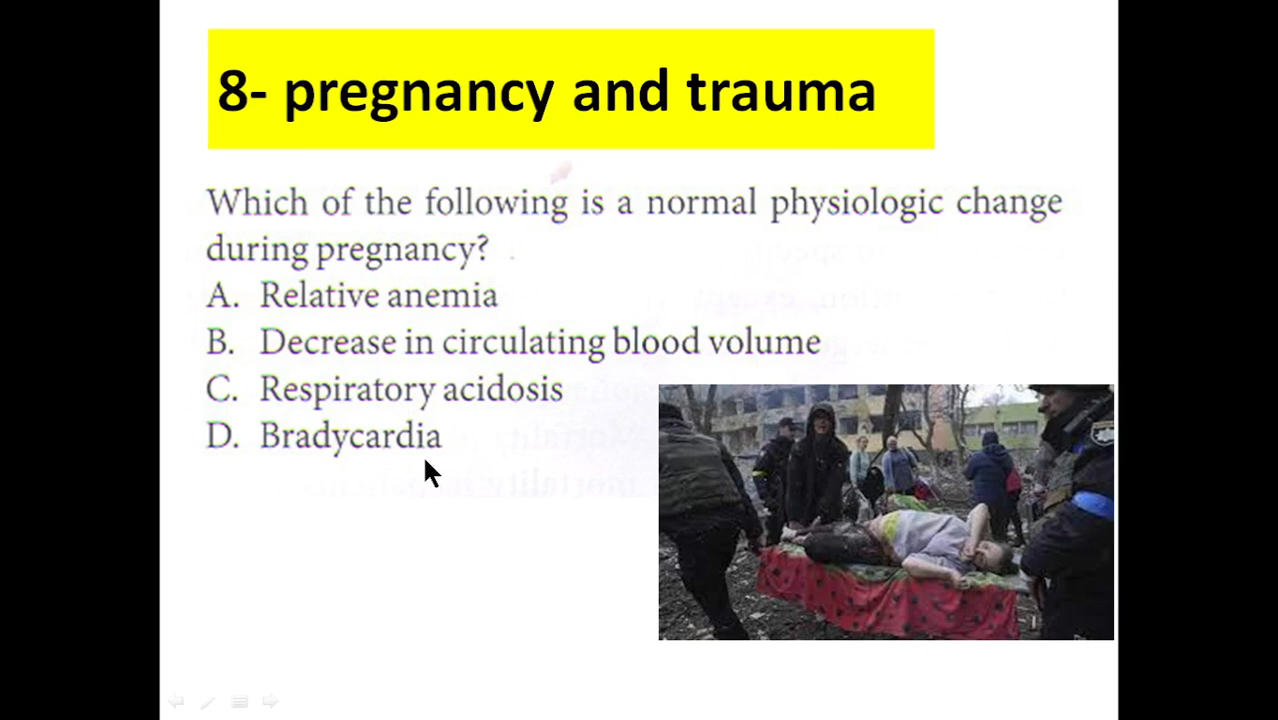 8- pregnancy and trauma
Which of the following is a normal physiologic change
during pregnancy?
A. Relative anemia
B. Decrease in circulating blood volume
C. Respiratory acidosis
D. Bradycardia